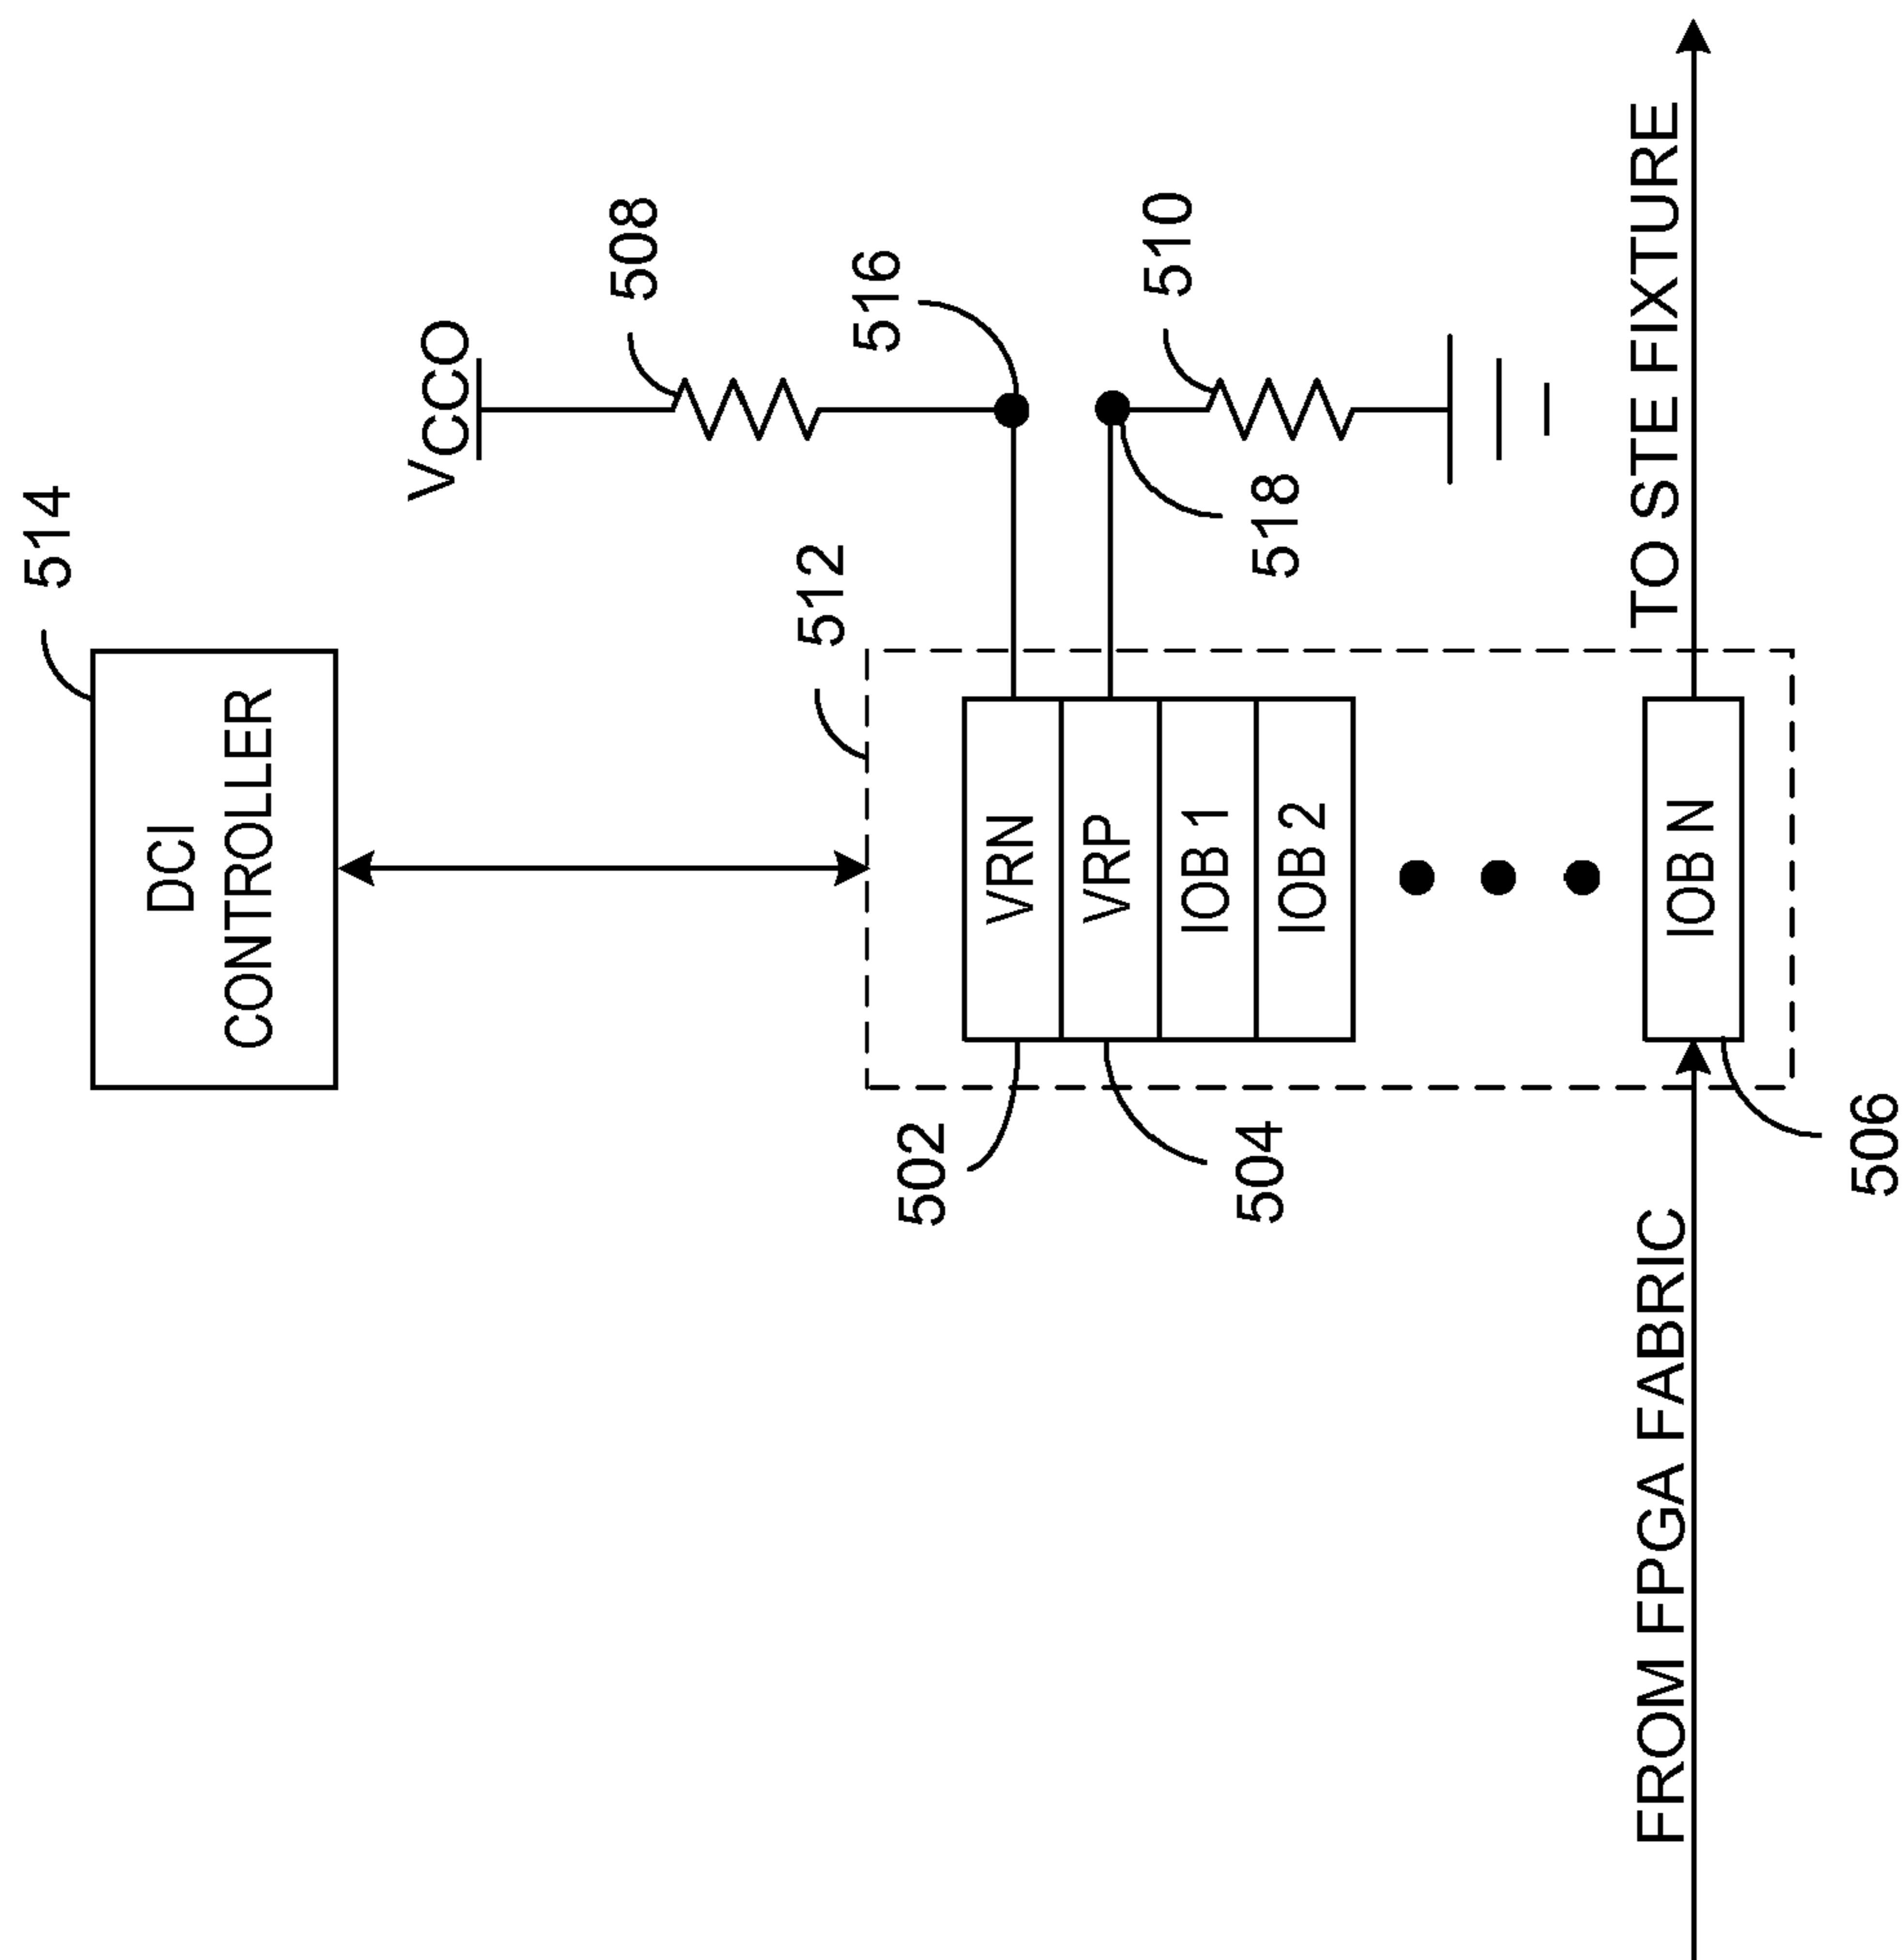 514
DCI
CONTROLLER
VCCO
508
516
512
510
518
VRN
VRP
IOB 1
IOB 2
IOB N
502
504
506
TO STE FIXTURE
FROM FPGA FABRIC